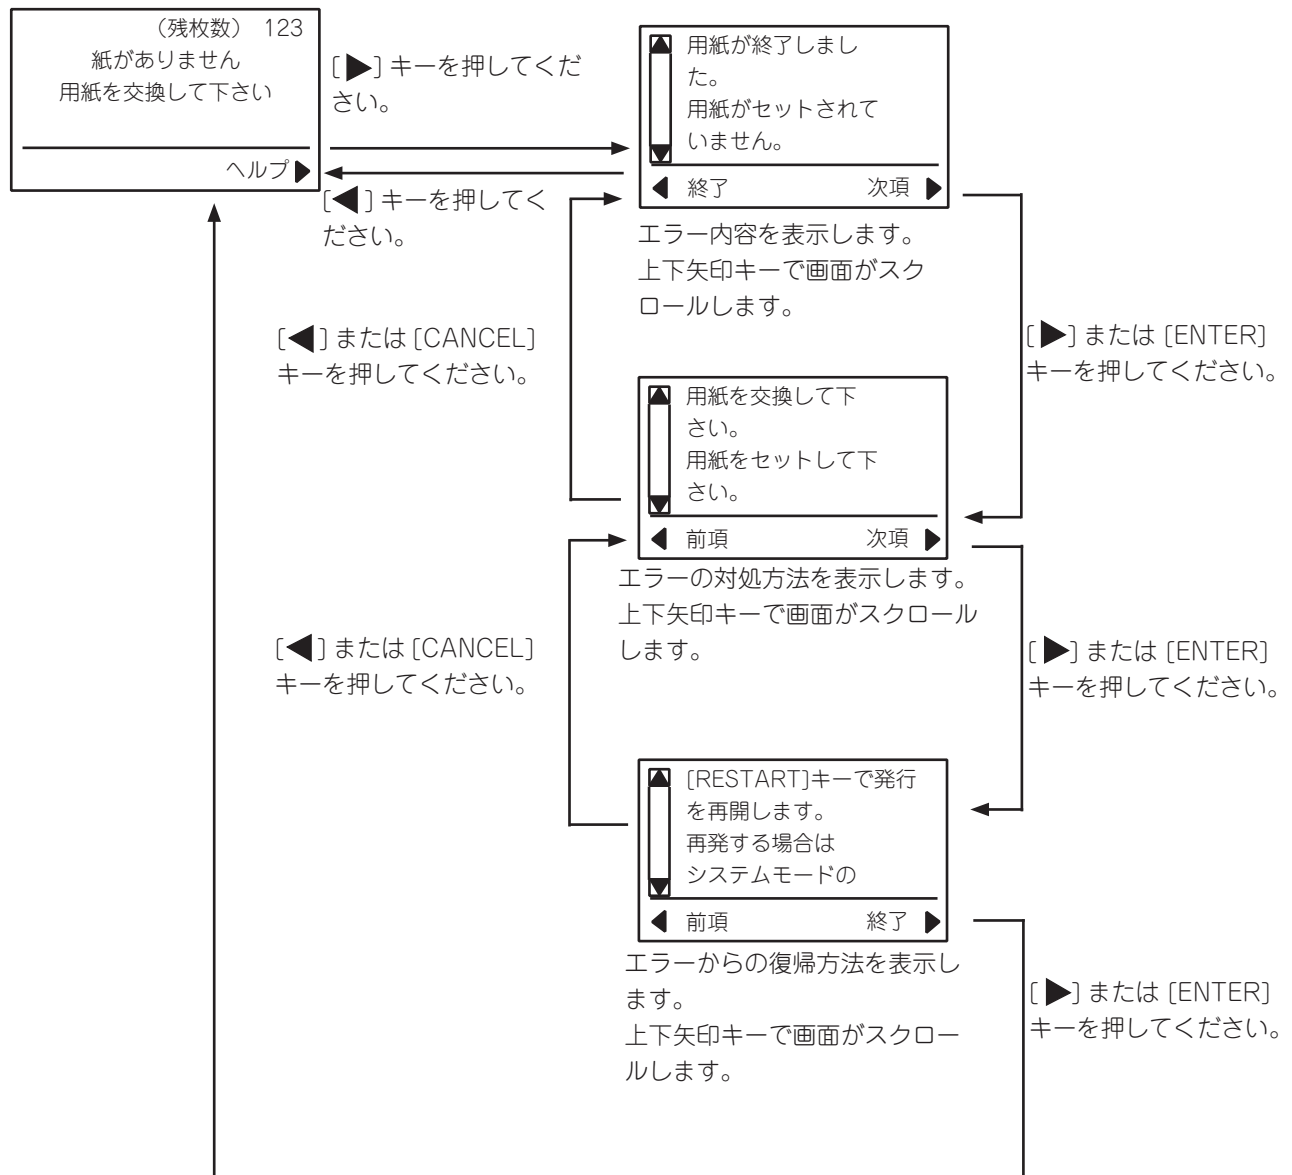 （残枚数） 123
紙がありません
用紙を交換して下さい
ヘルプ▶
[▶] キーを押してくだ
さい。
[◀] キーを押してく
ださい。
用紙が終了しまし
た。
用紙がセットされて
いません。
◀ 終了 次項 ▶
エラー内容を表示します。
上下矢印キーで画面がスク
ロールします。
[◀] または [CANCEL]
キーを押してください。
[▶] または [ENTER]
キーを押してください。
用紙を交換して下
さい。
用紙をセットして下
さい。
◀ 前項 次項 ▶
エラーの対処方法を表示します。
上下矢印キーで画面がスクロール
します。
[◀] または [CANCEL]
キーを押してください。
[▶] または [ENTER]
キーを押してください。
[RESTART]キーで発行
を再開します。
再発する場合は
システムモードの
◀ 前項 終了 ▶
エラーからの復帰方法を表示し
ます。
上下矢印キーで画面がスクロー
ルします。
[▶] または [ENTER]
キーを押してください。